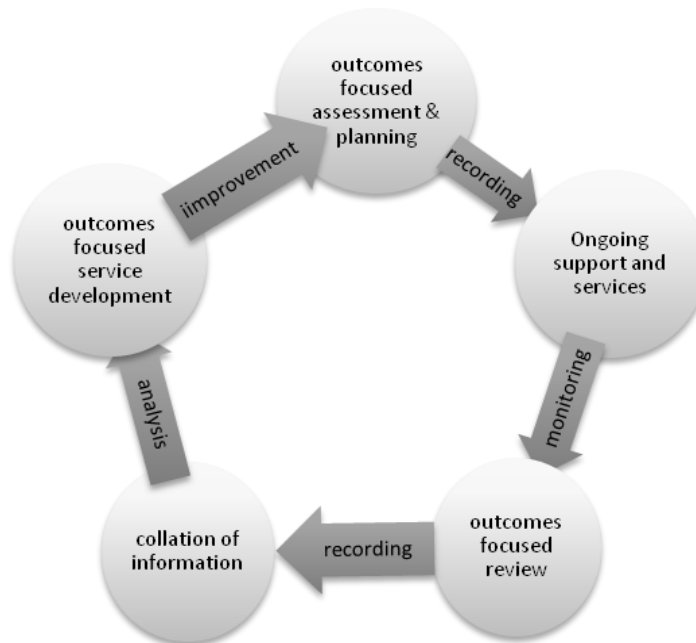 outcomes
focused
assessment &
planning
recording
Ongoing
support and
services
monitoring
outcomes
focused
review
recording
collation of
information
analysis
outcomes
focused
service
development
iimprovement